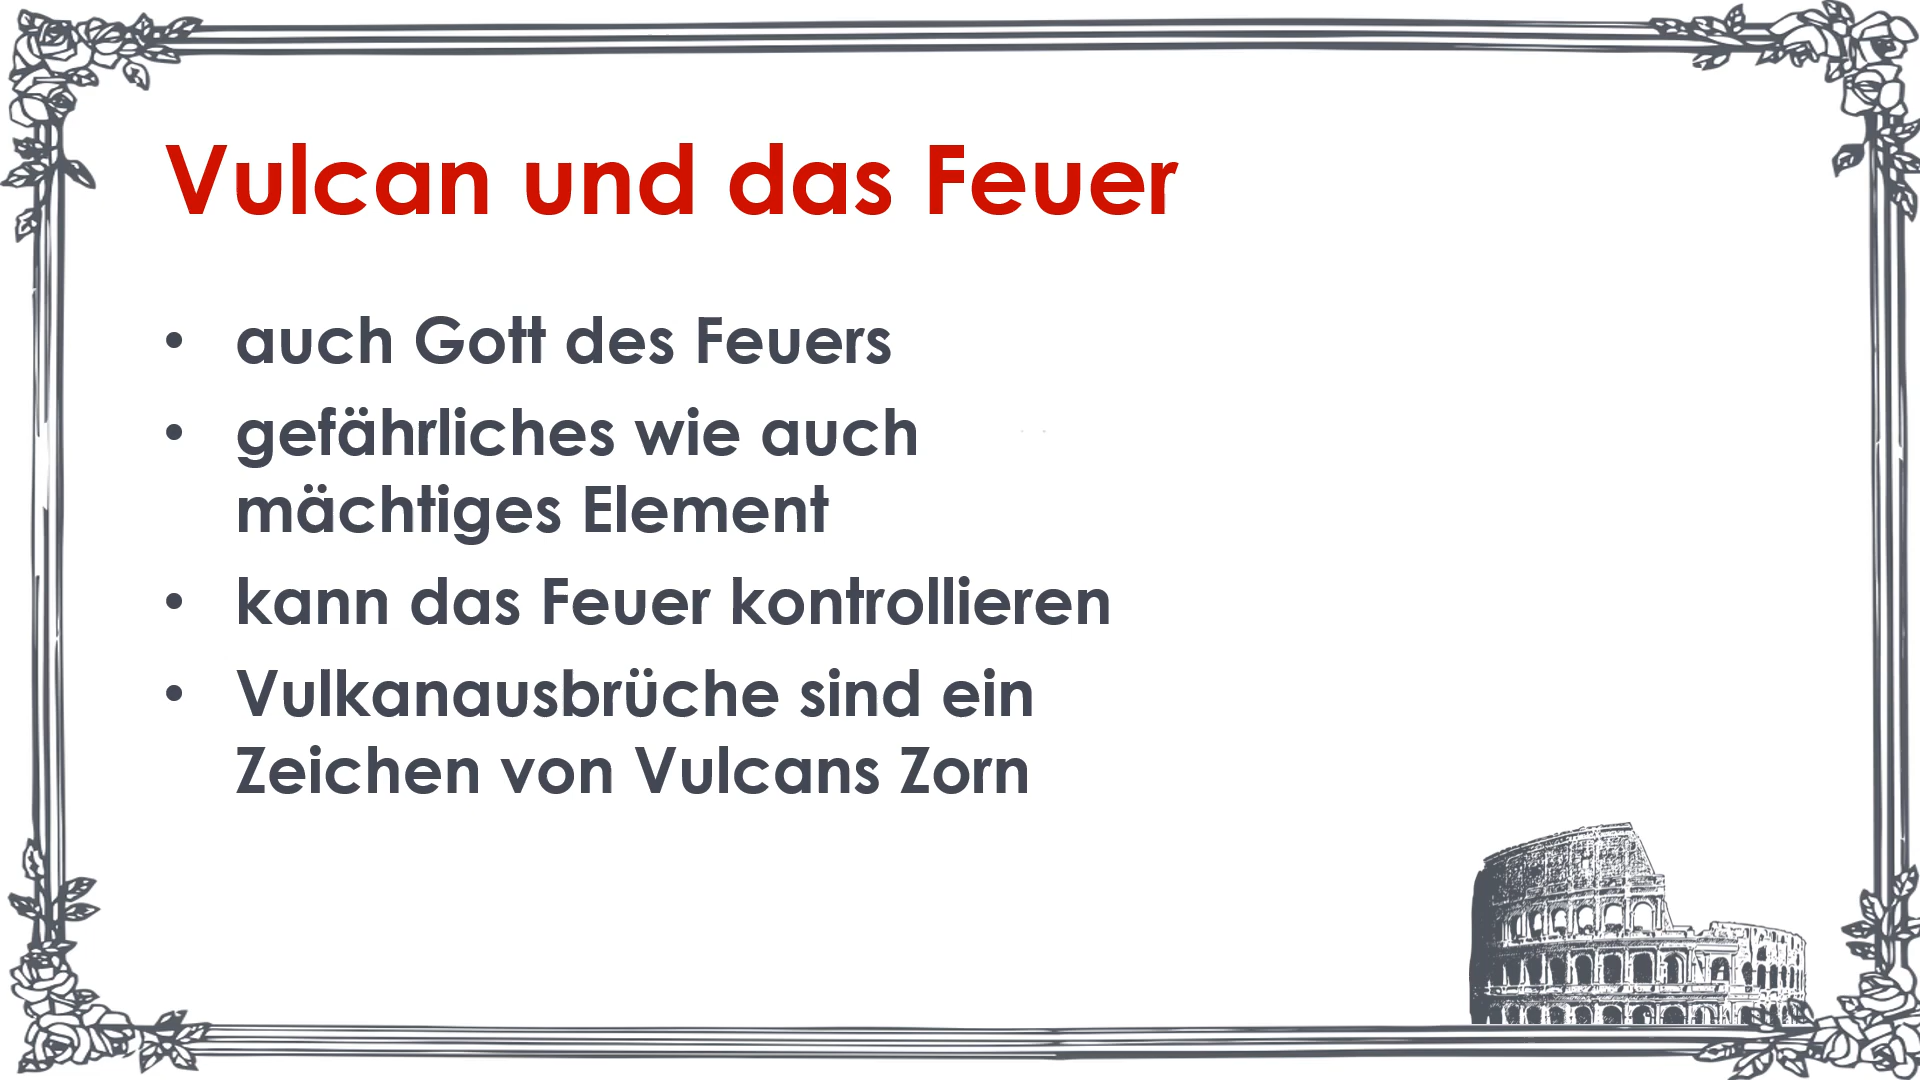 Vulcan und das Feuer
• auch Gott des Feuers
• gefährliches wie auch
mächtiges Element
• kann das Feuer kontrollieren
• Vulkanausbrüche sind ein
Zeichen von Vulcans Zorn